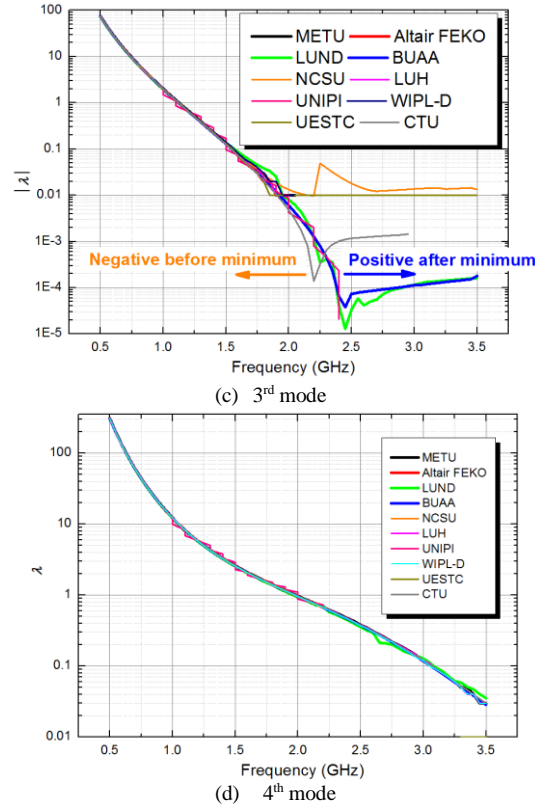 100
10
1
0.1
0.01
1E-3
1E-4
1E-5
|λ|
METU Altair FEKO
LUND BUAA
NCSU LUH
UNIPI WIPL-D
UESTC CTU
Negative before minimum Positive after minimum
0.5 1.0 1.5 2.0 2.5 3.0 3.5
Frequency (GHz)
(c) 3rd mode
100
10
1
0.1
0.01
λ
METU
Altair FEKO
LUND
BUAA
NCSU
LUH
UNIPI
WIPL-D
UESTC
CTU
0.5 1.0 1.5 2.0 2.5 3.0 3.5
Frequency (GHz)
(d) 4th mode